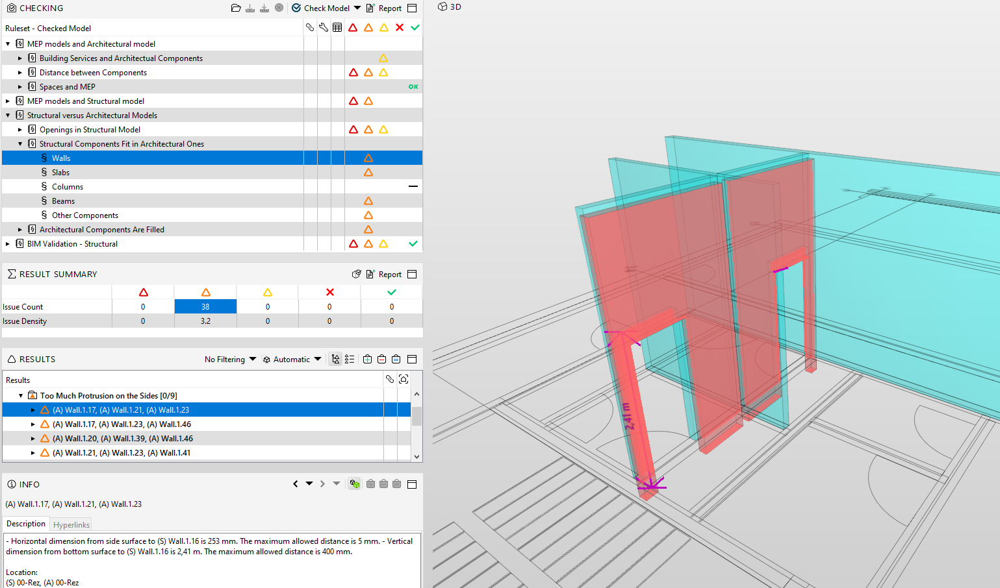 CHECKING
Check Model
Report
Ruleset - Checked Model
MEP models and Architectural model
Building Services and Architectual Components
Distance between Components
Spaces and MEP
OK
MEP models and Structural model
Structural versus Architectural Models
Openings in Structural Model
Structural Components Fit in Architectural Ones
§ Walls
§ Slabs
§ Columns
§ Beams
§ Other Components
Architectural Components Are Filled
BIM Validation - Structural
RESULT SUMMARY
Report
Issue Count 0 38 0 0 0
Issue Density 0 3.2 0 0 0
RESULTS
No Filtering
Automatic
Results
Too Much Protrusion on the Sides [0/9]
(A) Wall.1.17, (A) Wall.1.21, (A) Wall.1.23
(A) Wall.1.17, (A) Wall.1.23, (A) Wall.1.46
(A) Wall.1.20, (A) Wall.1.39, (A) Wall.1.46
(A) Wall.1.21, (A) Wall.1.23, (A) Wall.1.41
INFO
(A) Wall.1.17, (A) Wall.1.21, (A) Wall.1.23
Description Hyperlinks
- Horizontal dimension from side surface to (S) Wall.1.16 is 253 mm. The maximum allowed distance is 5 mm. - Vertical
dimension from bottom surface to (S) Wall.1.16 is 2,41 m. The maximum allowed distance is 400 mm.
Location:
(S) 00-Rez, (A) 00-Rez
3D
2,41 m